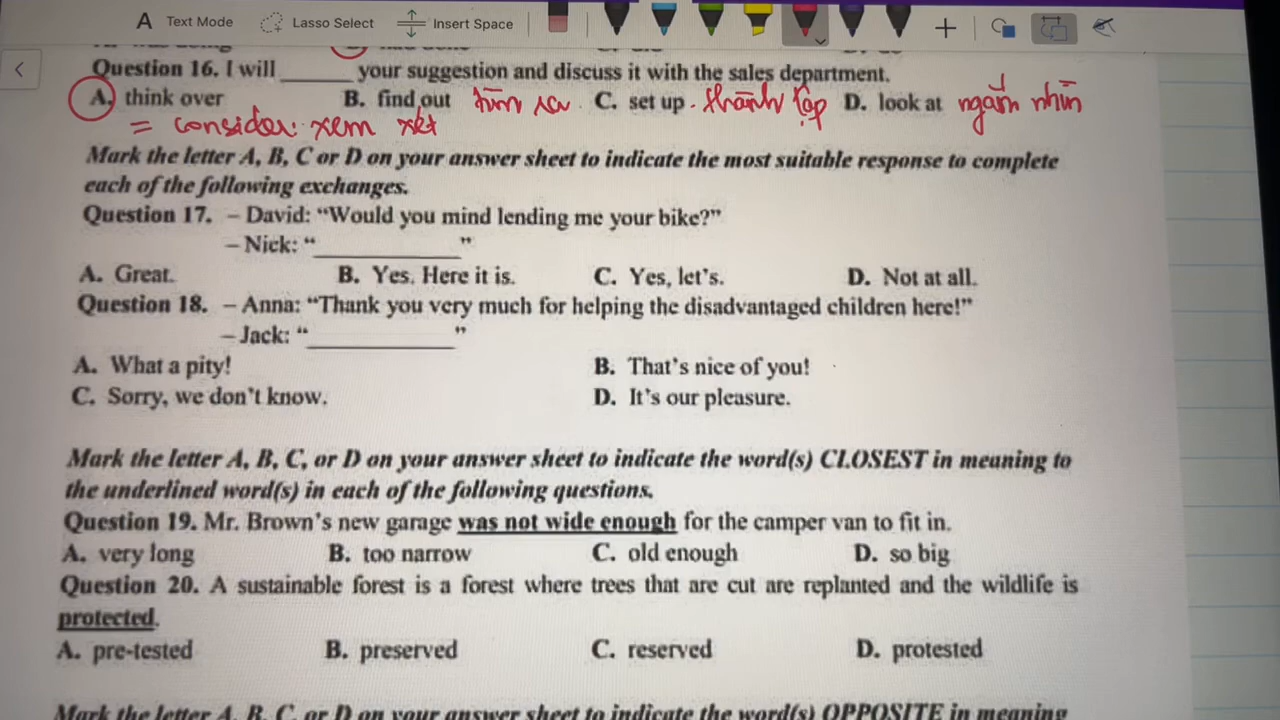 A Text Mode Lasso Select Insert Space
Question 16. I will ______ your suggestion and discuss it with the sales department.
A. think over B. find out tìm ra C. set up. thành lập D. look at ngắm nhìn
= consider: xem xét
Mark the letter A, B, C or D on your answer sheet to indicate the most suitable response to complete
each of the following exchanges.
Question 17. – David: “Would you mind lending me your bike?”
– Nick: “____________”
A. Great. B. Yes. Here it is. C. Yes, let’s. D. Not at all.
Question 18. – Anna: “Thank you very much for helping the disadvantaged children here!”
– Jack: “____________”
A. What a pity! B. That’s nice of you!
C. Sorry, we don’t know. D. It’s our pleasure.
Mark the letter A, B, C, or D on your answer sheet to indicate the word(s) CLOSEST in meaning to
the underlined word(s) in each of the following questions.
Question 19. Mr. Brown’s new garage was not wide enough for the camper van to fit in.
A. very long B. too narrow C. old enough D. so big
Question 20. A sustainable forest is a forest where trees that are cut are replanted and the wildlife is
protected.
A. pre-tested B. preserved C. reserved D. protested
Mark the letter A, B, C, or D on your answer sheet to indicate the word(s) OPPOSITE in meaning